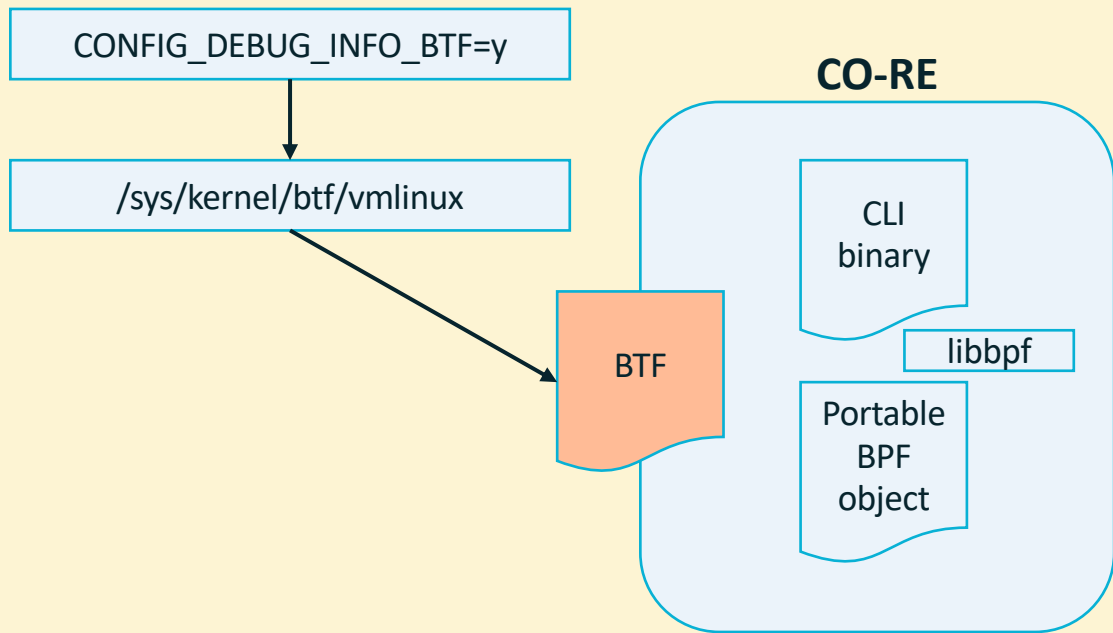 CONFIG_DEBUG_INFO_BTF=y
/sys/kernel/btf/vmlinux
BTF
CO-RE
CLI
binary
libbpf
Portable
BPF
object